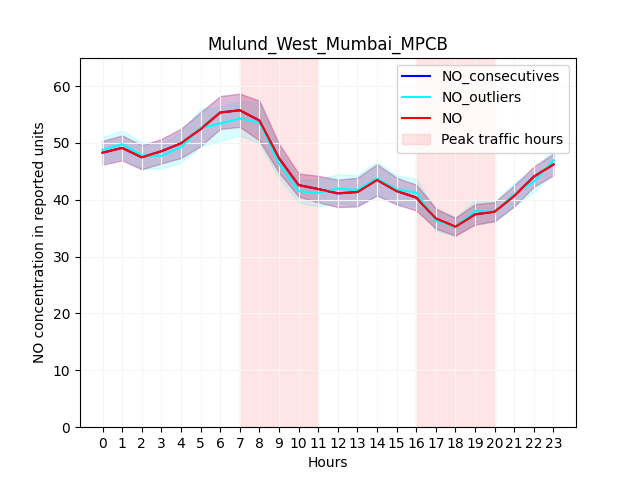 Mulund_West_Mumbai_MPCB
NO_consecutives
NO_outliers
NO
Peak traffic hours
NO concentration in reported units
60
50
40
30
20
10
0
0 1 2 3 4 5 6 7 8 9 10 11 12 13 14 15 16 17 18 19 20 21 22 23
Hours